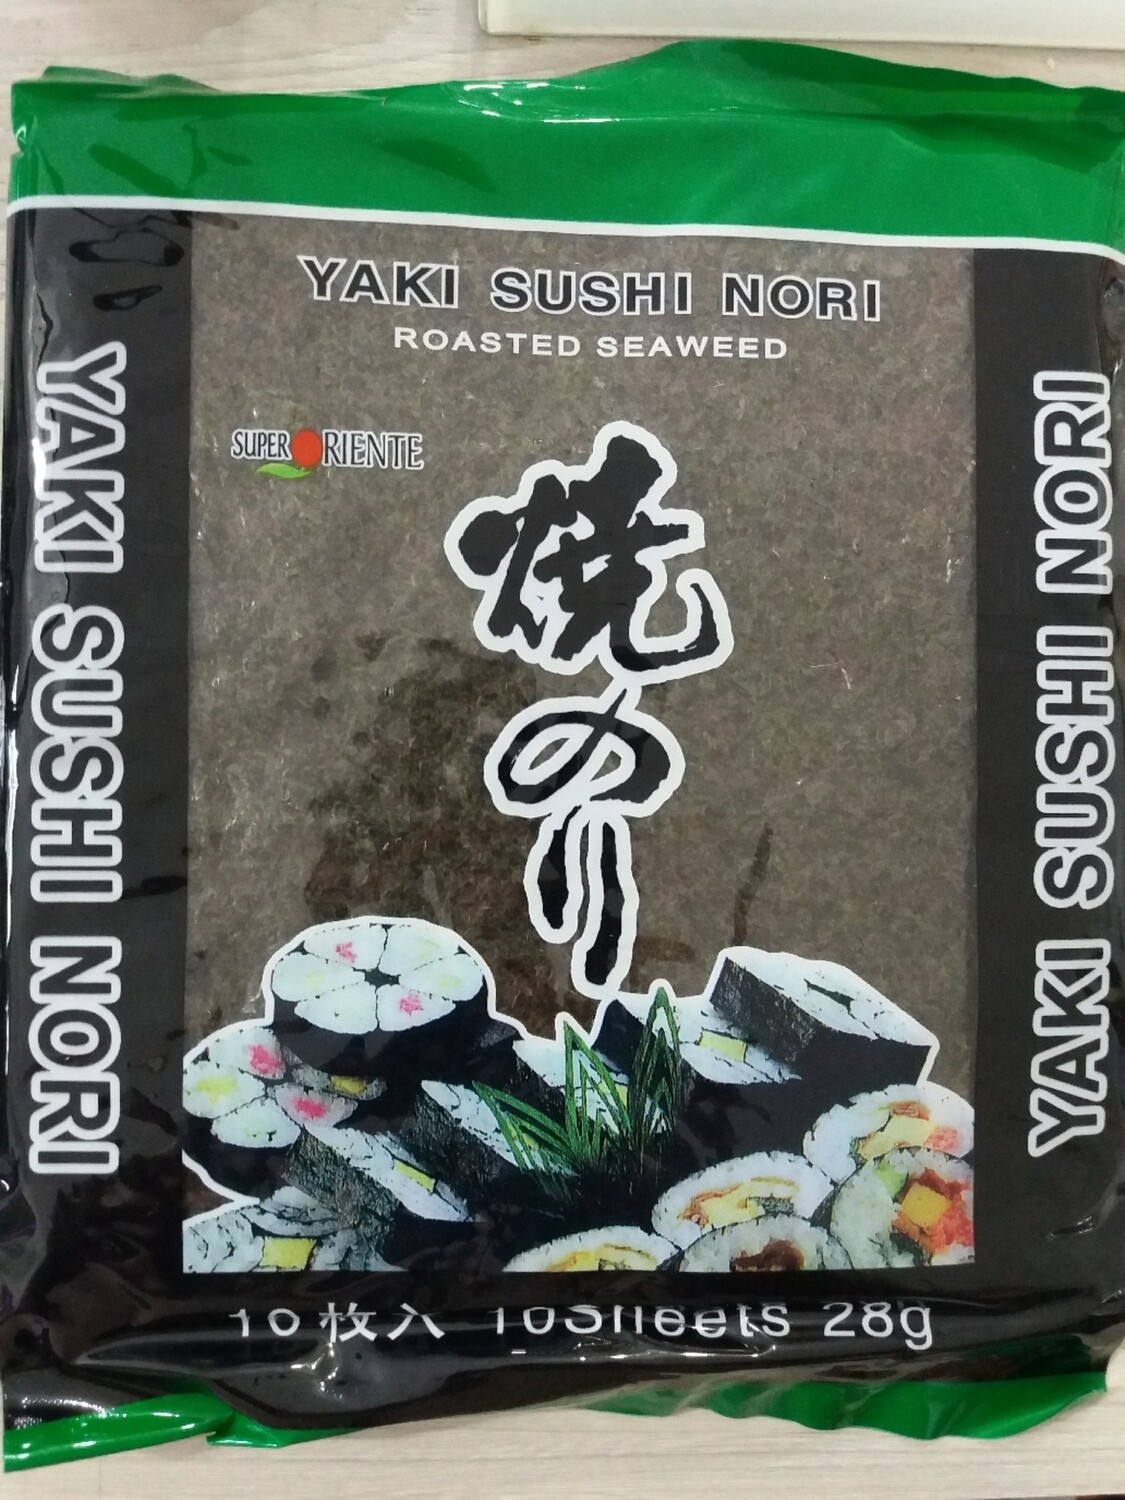 YAKI SUSHI NORI
ROASTED SEAWEED
SUPER ORIENTE
焼のり
YAKI SUSHI NORI
YAKI SUSHI NORI
10枚入 10Sheets 28g